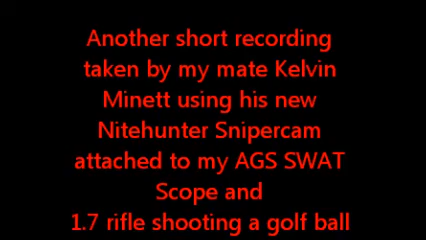 Another short recording
taken by my mate Kelvin
Minett using his new
Nitehunter Snipercam
attached to my AGS SWAT
Scope and
1.7 rifle shooting a golf ball